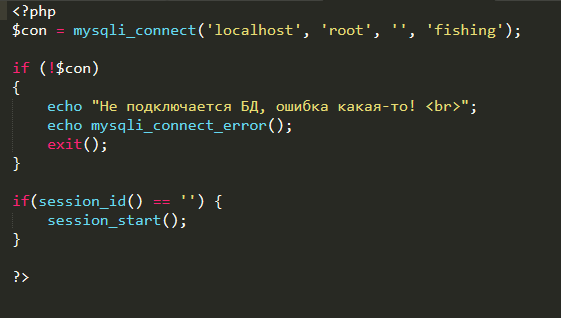 <?php
$con = mysqli_connect('localhost', 'root', '', 'fishing');
if (!$con)
{
echo "Не подключается БД, ошибка какая-то! <br>";
echo mysqli_connect_error();
exit();
}
if(session_id() == '') {
session_start();
}
?>